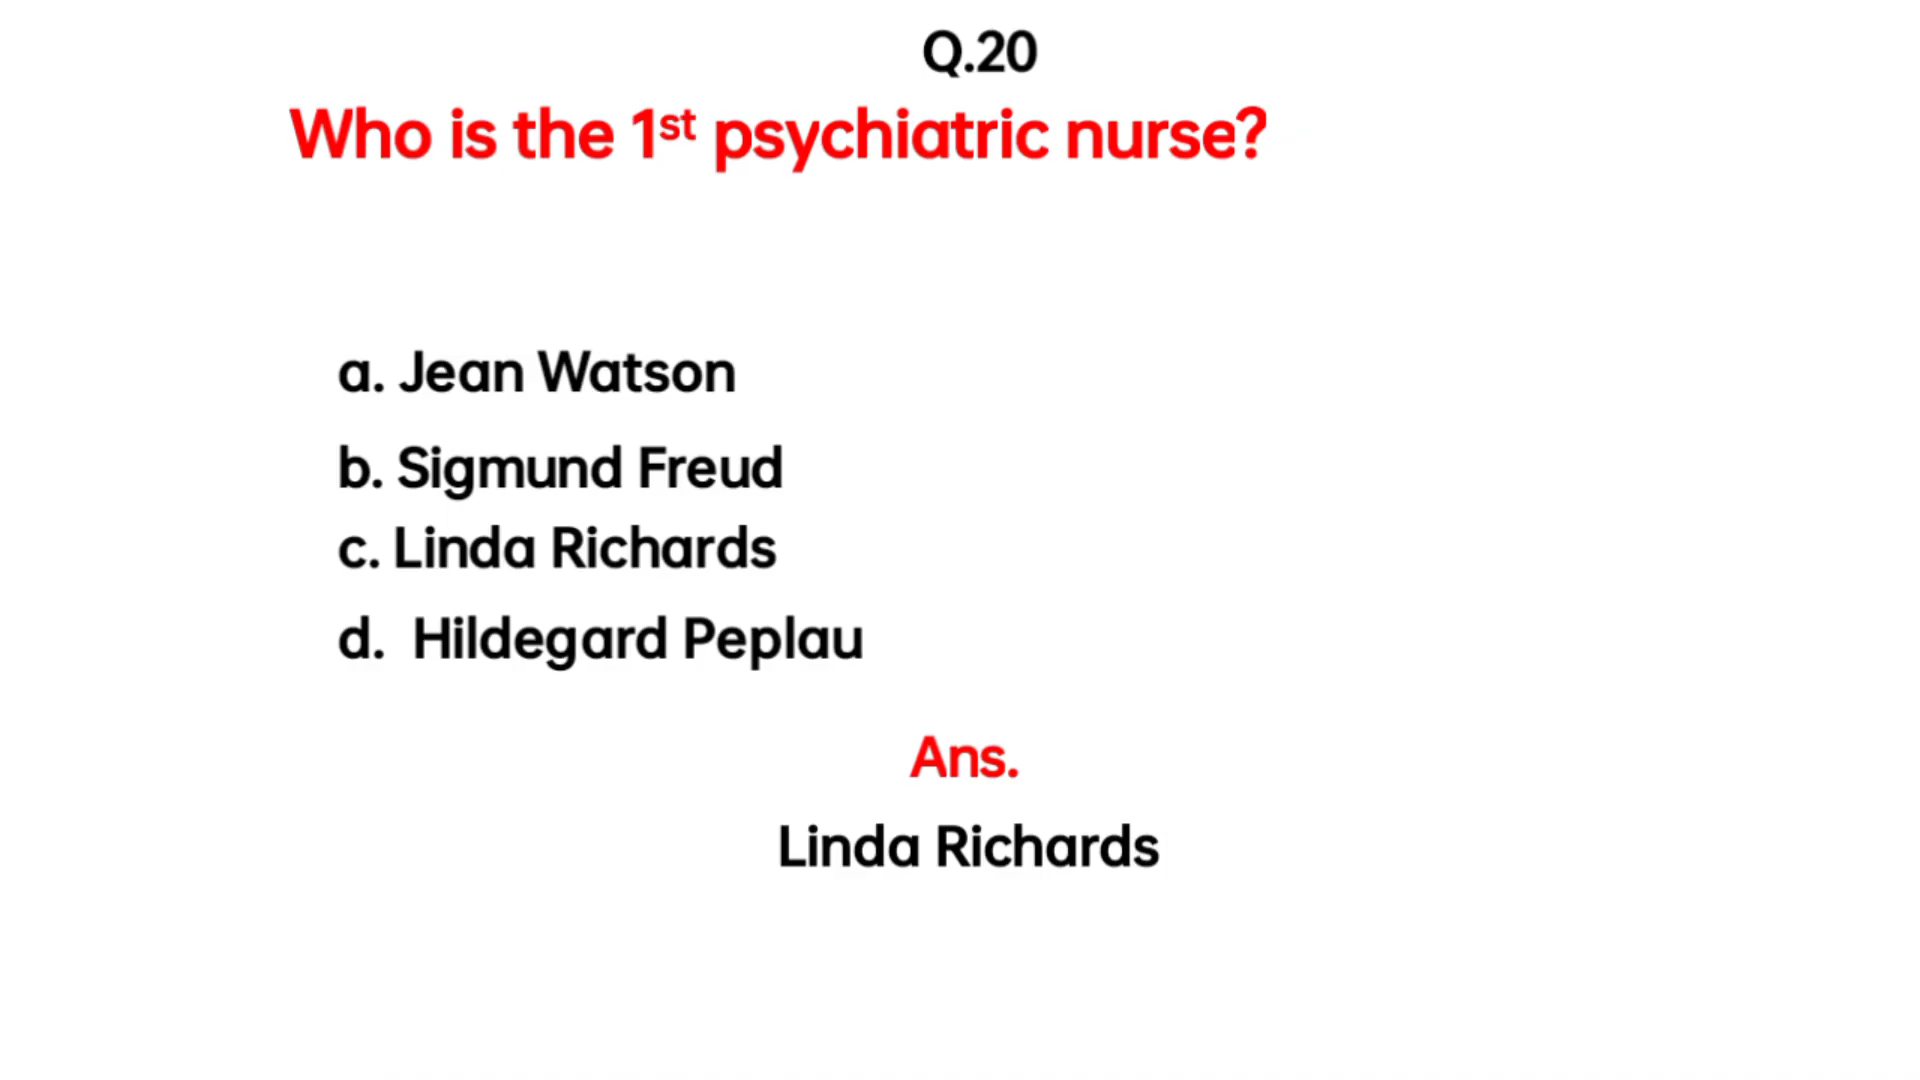 Q.20
Who is the 1st psychiatric nurse?
a. Jean Watson
b. Sigmund Freud
c. Linda Richards
d. Hildegard Peplau
Ans.
Linda Richards